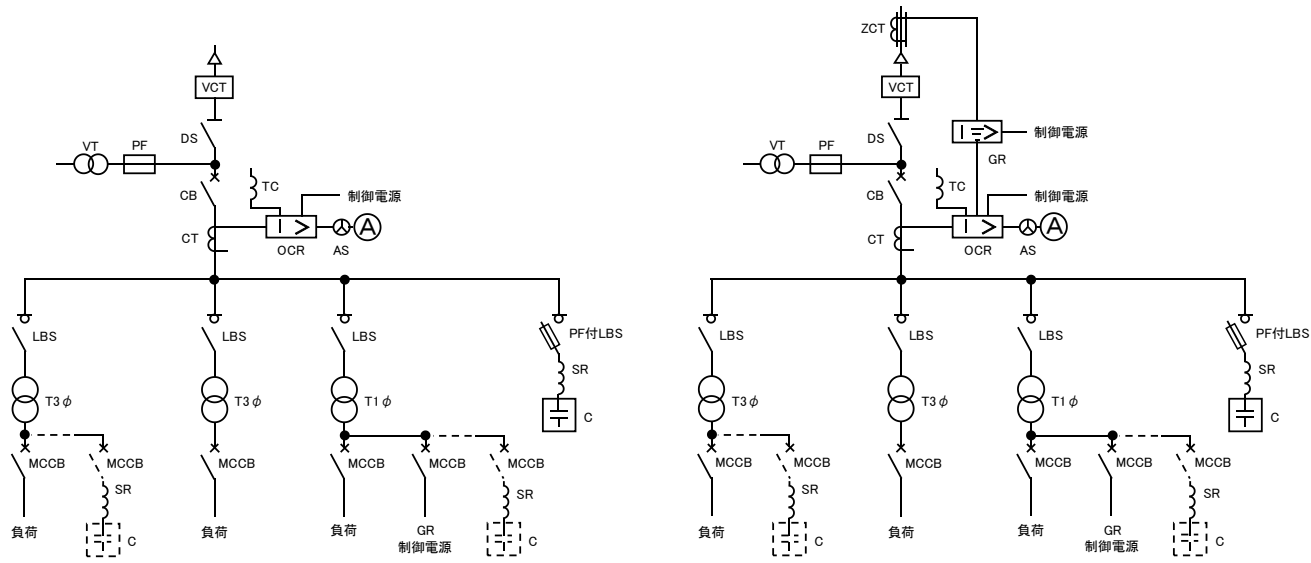 VCT
DS
VT
PF
CB
TC
制御電源
CT
OCR
AS
A
LBS
LBS
LBS
PF付LBS
SR
T3φ
T3φ
T1φ
C
MCCB
MCCB
MCCB
MCCB
MCCB
MCCB
SR
SR
負荷
負荷
負荷
GR
制御電源
C
C
ZCT
VCT
DS
制御電源
GR
VT
PF
CB
TC
制御電源
CT
OCR
AS
A
LBS
LBS
LBS
PF付LBS
SR
T3φ
T3φ
T1φ
C
MCCB
MCCB
MCCB
MCCB
MCCB
MCCB
SR
SR
負荷
負荷
負荷
GR
制御電源
C
C